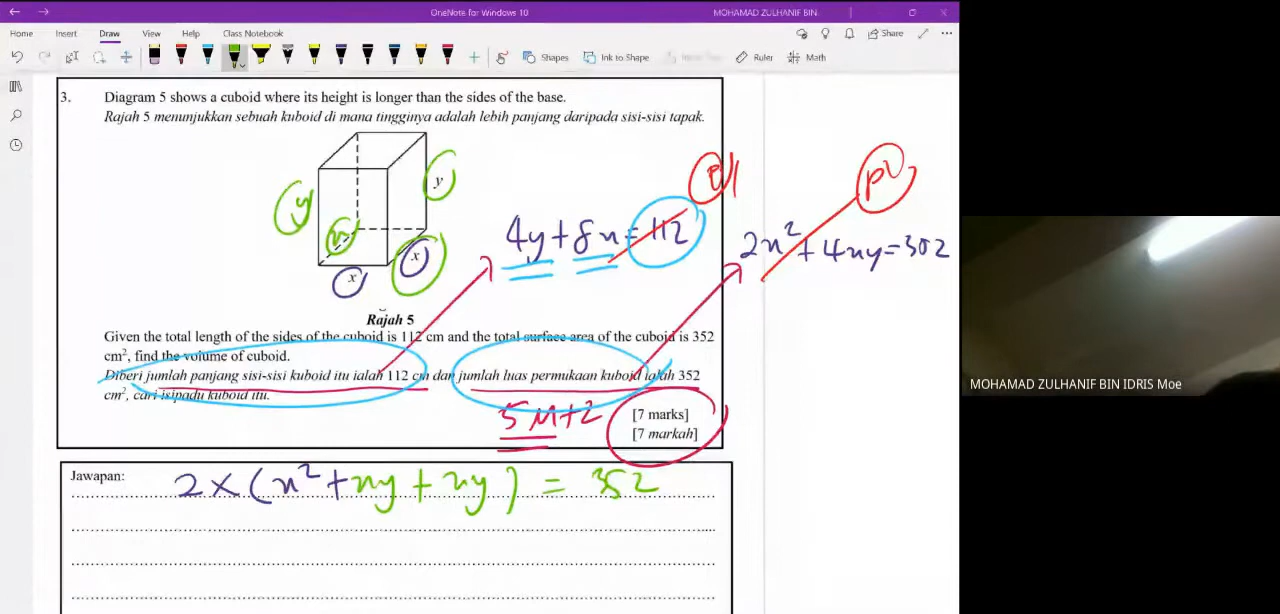 OneNote for Windows 10
MOHAMAD ZULHANIF BIN
Home Insert Draw View Help Class Notebook
Share
Shapes Ink to Shape Ruler Math
3. Diagram 5 shows a cuboid where its height is longer than the sides of the base.
Rajah 5 menunjukkan sebuah kuboid di mana tingginya adalah lebih panjang daripada sisi-sisi tapak.
y
y
x
x
x
4y + 8x = 112
P1
2x² + 4xy = 352
P2
Rajah 5
Given the total length of the sides of the cuboid is 112 cm and the total surface area of the cuboid is 352
cm², find the volume of cuboid.
Diberi jumlah panjang sisi-sisi kuboid itu ialah 112 cm dan jumlah luas permukaan kuboid ialah 352
cm², cari isipadu kuboid itu.
5M+2
[7 marks]
[7 markah]
Jawapan:
2 × (x² + xy + xy) = 352
MOHAMAD ZULHANIF BIN IDRIS Moe